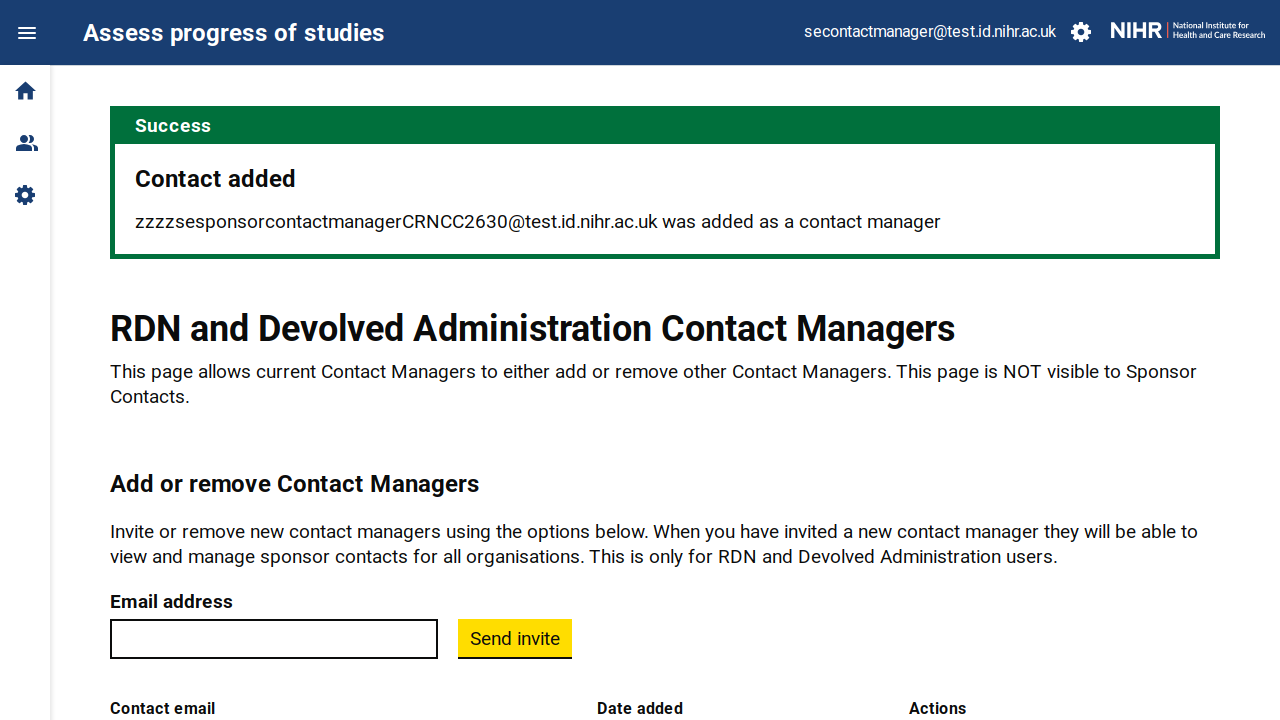 Assess progress of studies
secontactmanager@test.id.nihr.ac.uk
NIHR
National Institute for
Health and Care Research
Success
Contact added
zzzzsesponsorcontactmanagerCRNCC2630@test.id.nihr.ac.uk was added as a contact manager
RDN and Devolved Administration Contact Managers
This page allows current Contact Managers to either add or remove other Contact Managers. This page is NOT visible to Sponsor
Contacts.
Add or remove Contact Managers
Invite or remove new contact managers using the options below. When you have invited a new contact manager they will be able to
view and manage sponsor contacts for all organisations. This is only for RDN and Devolved Administration users.
Email address
Send invite
Contact email Date added Actions